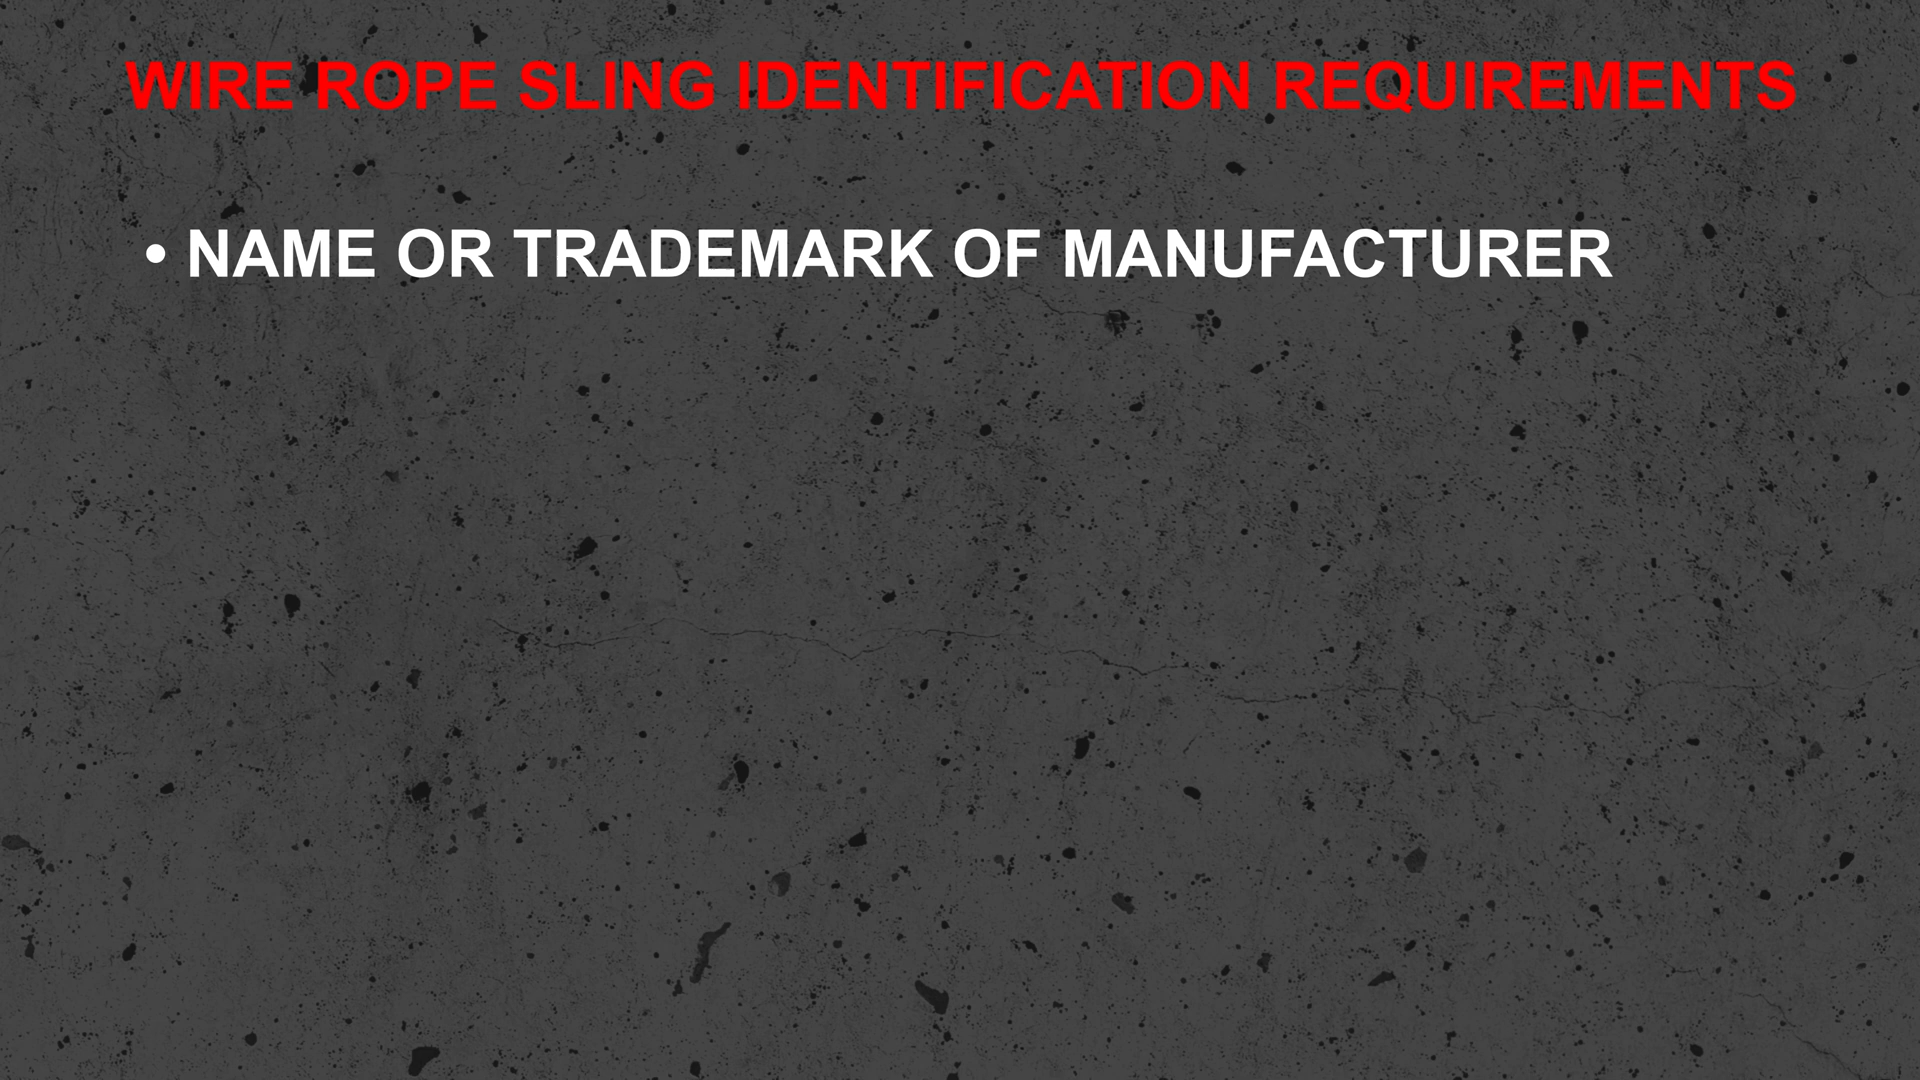 WIRE ROPE SLING IDENTIFICATION REQUIREMENTS
• NAME OR TRADEMARK OF MANUFACTURER